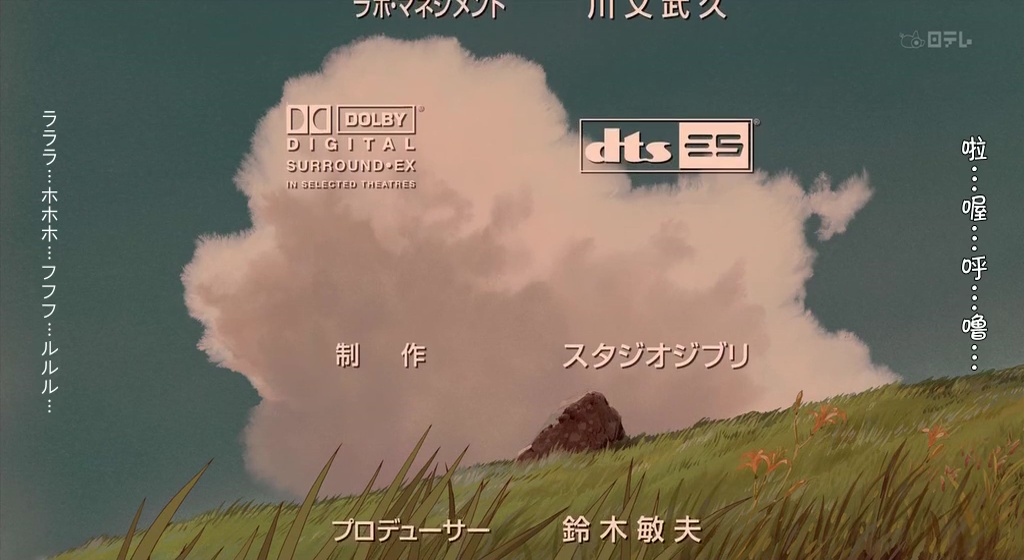 ラボ・マネジメント 川又武久
日テレ
DOLBY
DIGITAL
SURROUND•EX
IN SELECTED THEATRES
dts ES
ラララ…ホホホ…フフフ…ルルル…
啦…喔…呼…噜…
制 作 スタジオジブリ
プロデューサー 鈴木敏夫